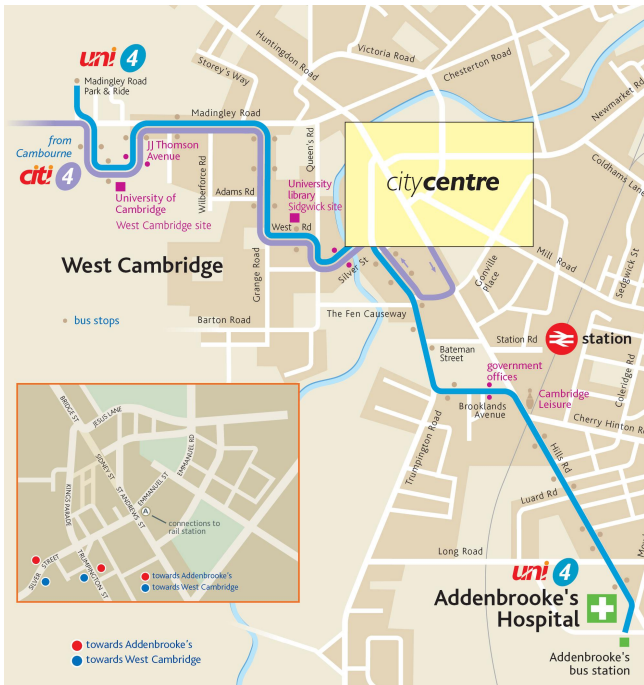 uni 4
Madingley Road
Park & Ride
Huntingdon Road
Storey's Way
Victoria Road
Chesterton Road
Newmarket Rd
Madingley Road
from
Cambourne
citi 4
JJ Thomson
Avenue
Wilberforce Rd
Queen's Rd
Coldhams Lane
University of
Cambridge
West Cambridge site
Adams Rd
University
library
Sidgwick site
city centre
West Rd
West Cambridge
Grange Road
Silver St
Gonville
Place
Mill Road
Sedgwick St
bus stops
Barton Road
The Fen Causeway
Station Rd
station
Bateman
Street
government
offices
Coleridge Rd
Cambridge
Leisure
Brooklands
Avenue
Cherry Hinton Rd
Trumpington Road
Hills Rd
Luard Rd
Long Road
BRIDGE ST
JESUS LANE
SIDNEY ST
KINGS PARADE
ST ANDREWS ST
EMMANUEL ST
EMMANUEL RD
A
connections to
rail station
SILVER STREET
TRUMPINGTON ST
towards Addenbrooke's
towards West Cambridge
uni 4
Addenbrooke's
Hospital
Addenbrooke's
bus station
towards Addenbrooke's
towards West Cambridge